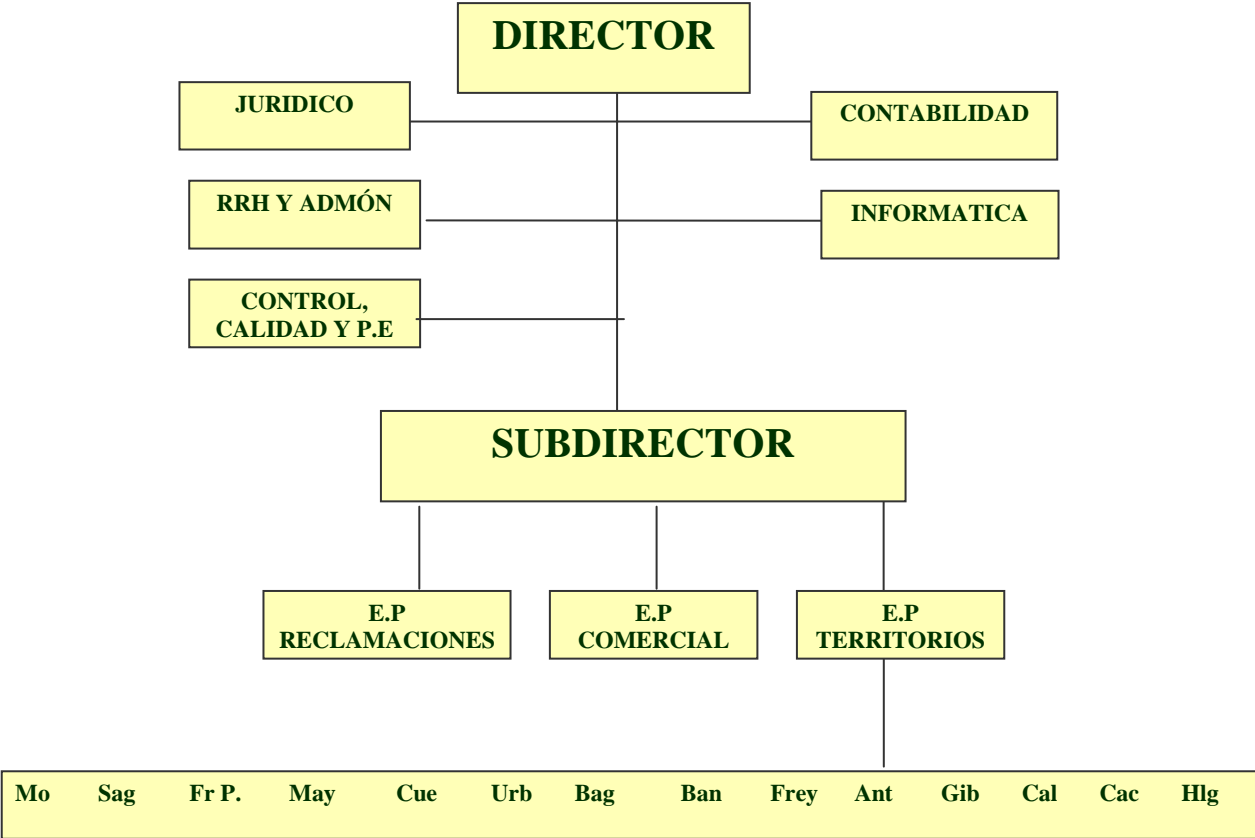 DIRECTOR
JURIDICO
CONTABILIDAD
RRH Y ADMÓN
INFORMATICA
CONTROL,
CALIDAD Y P.E
SUBDIRECTOR
E.P
RECLAMACIONES
E.P
COMERCIAL
E.P
TERRITORIOS
Mo Sag Fr P. May Cue Urb Bag Ban Frey Ant Gib Cal Cac Hlg